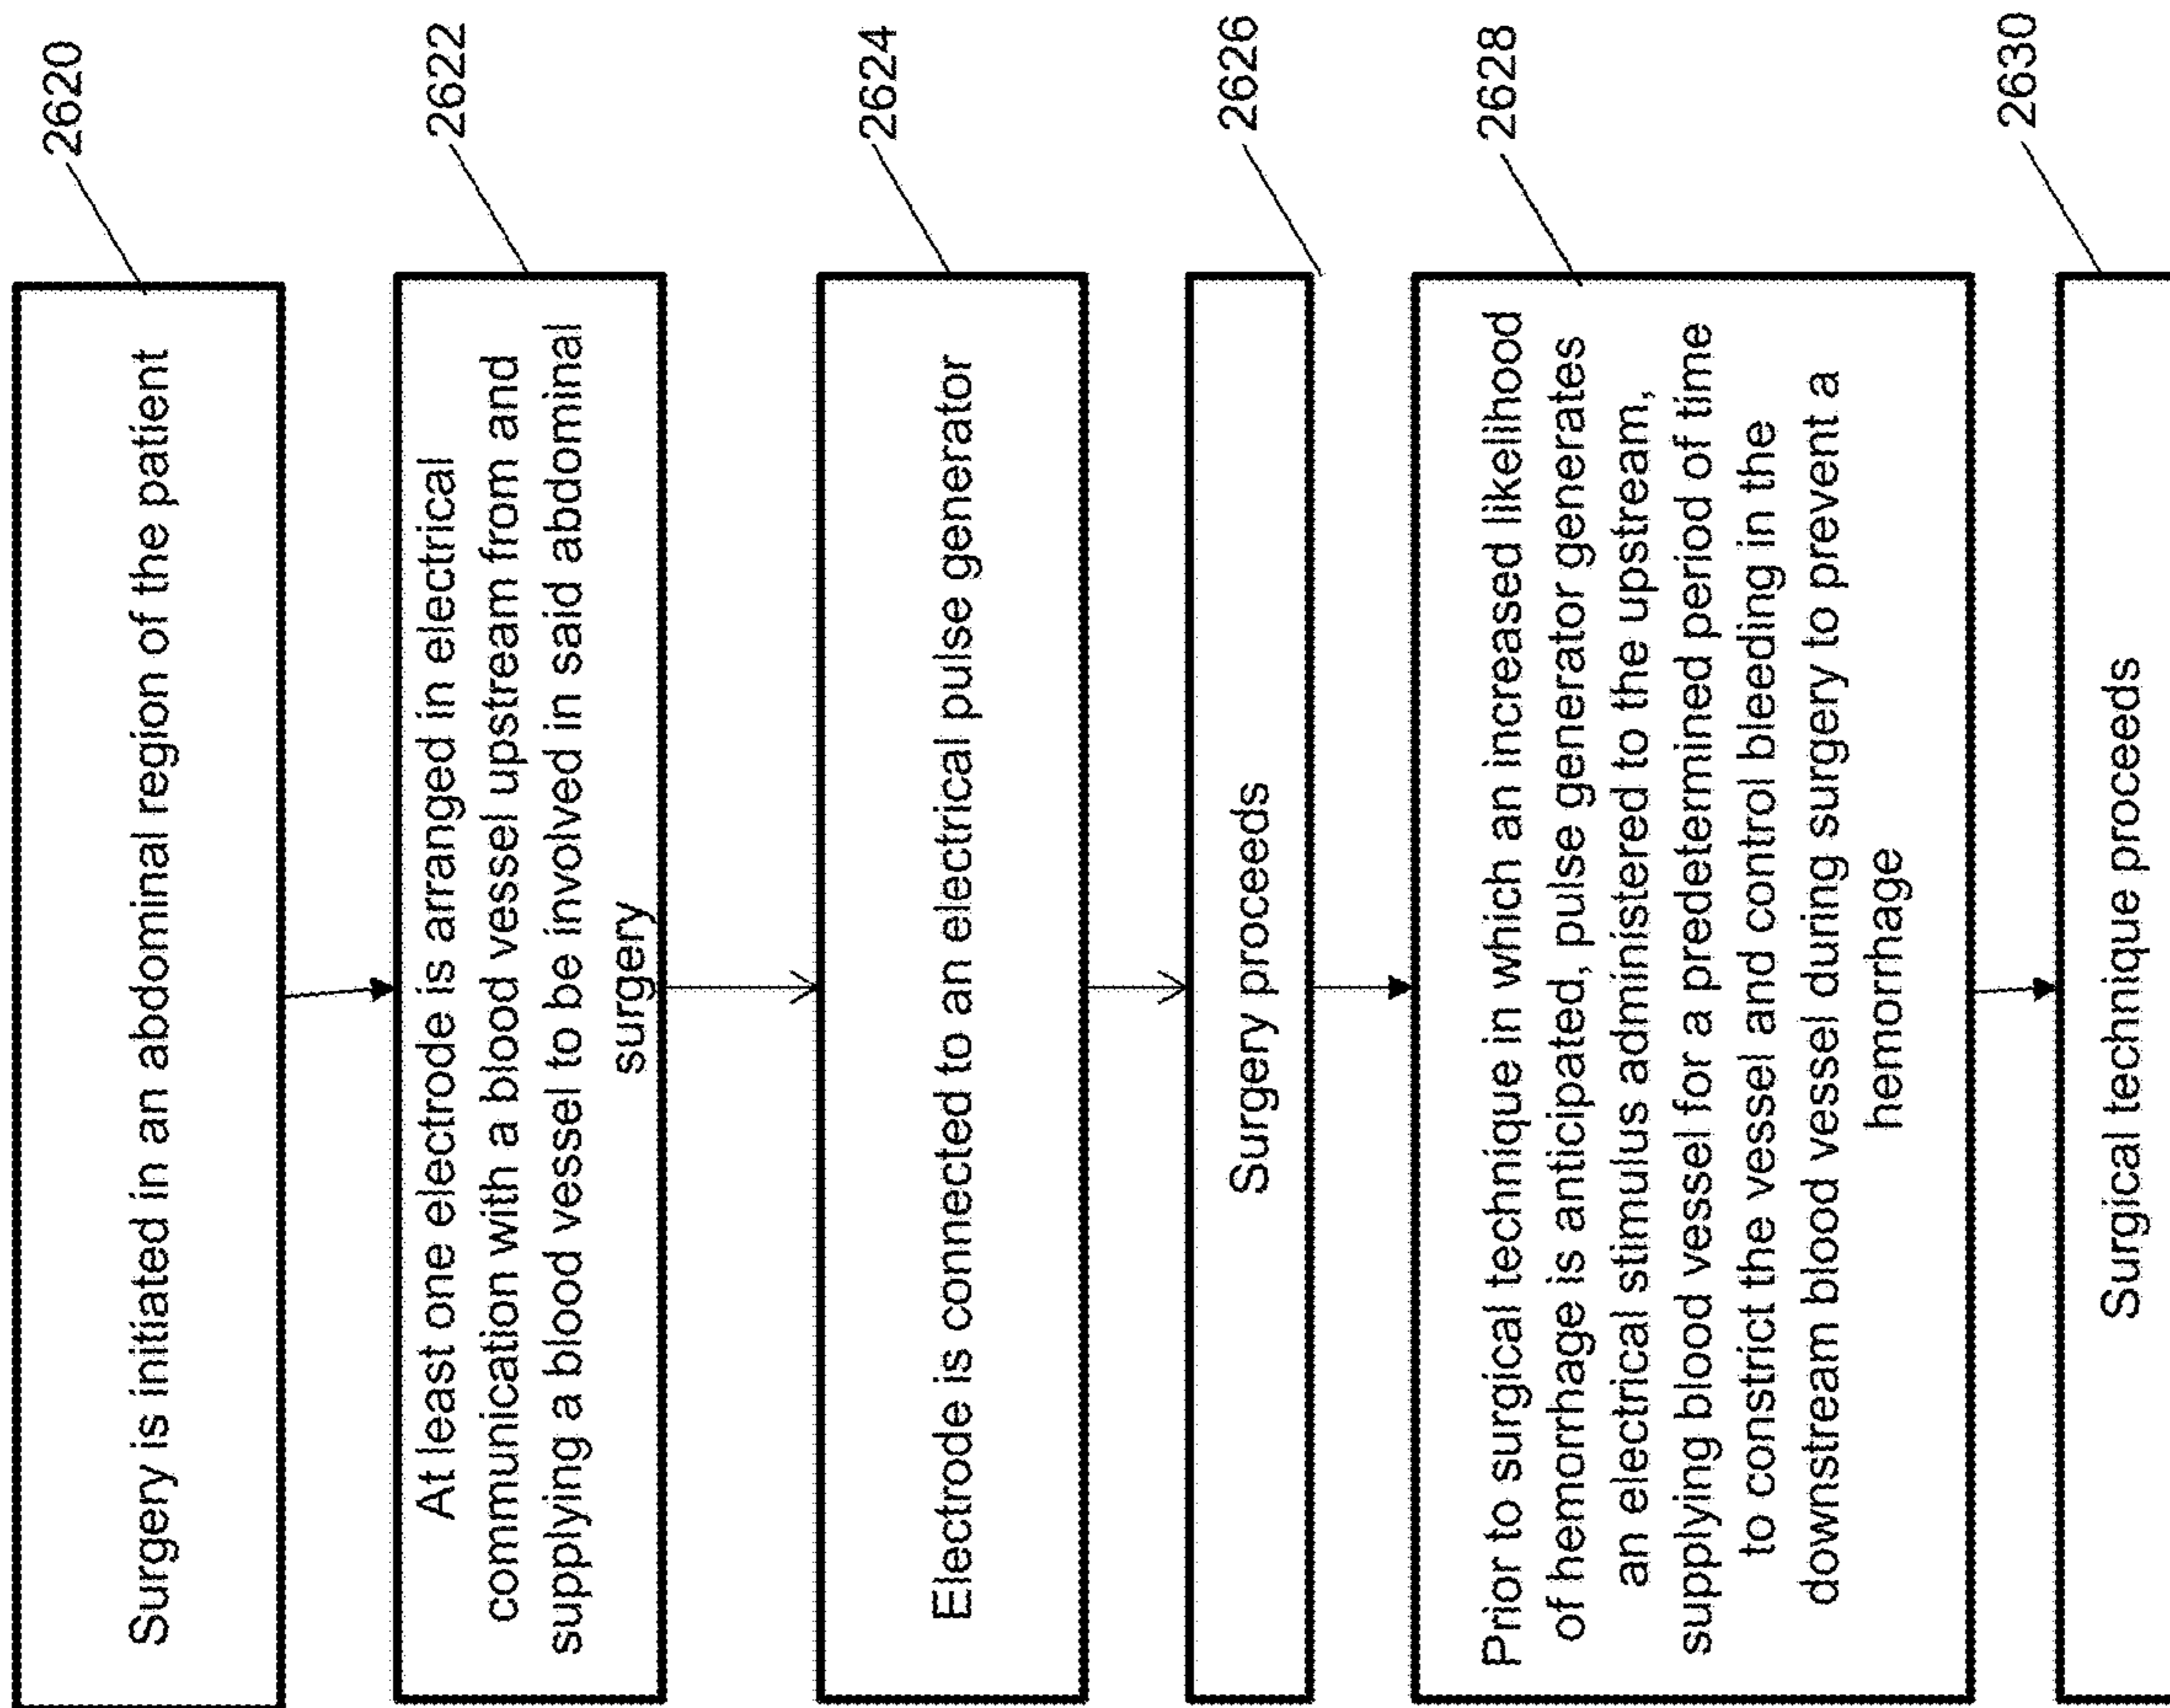 2620
Surgery is initiated in an abdominal region of the patient
2622
At least one electrode is arranged in electrical
communication with a blood vessel upstream from and
supplying a blood vessel to be involved in said abdominal
surgery
2624
Electrode is connected to an electrical pulse generator
2626
Surgery proceeds
2628
Prior to surgical technique in which an increased likelihood
of hemorrhage is anticipated, pulse generator generates
an electrical stimulus administered to the upstream,
supplying blood vessel for a predetermined period of time
to constrict the vessel and control bleeding in the
downstream blood vessel during surgery to prevent a
hemorrhage
2630
Surgical technique proceeds